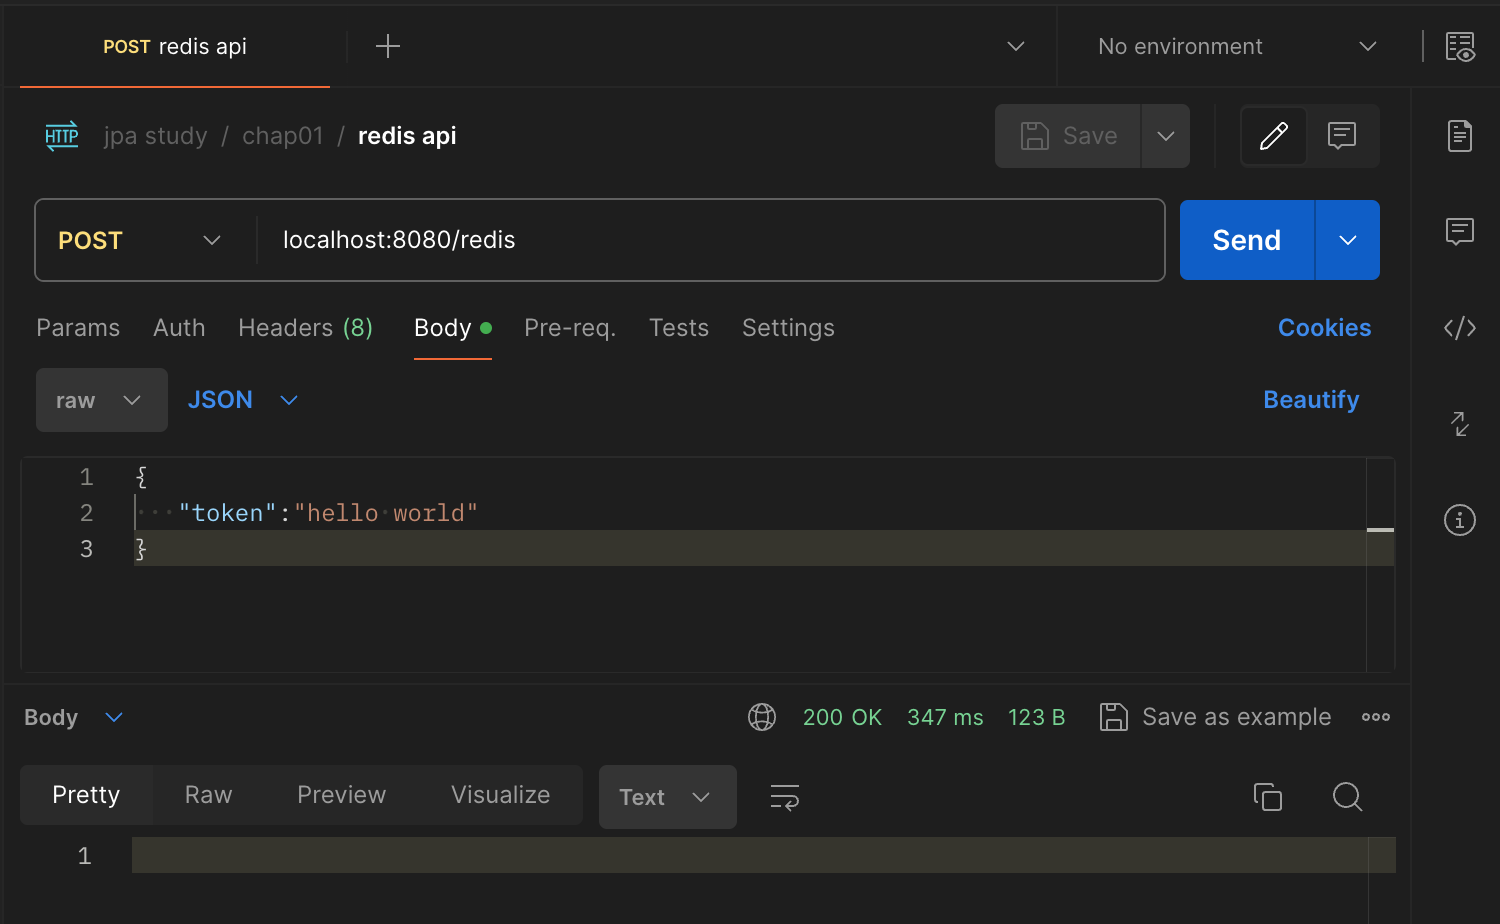 POST redis api
No environment
HTTP jpa study / chap01 / redis api
Save
POST localhost:8080/redis
Send
Params Auth Headers (8) Body Pre-req. Tests Settings Cookies
raw JSON Beautify
1 {
2 ····"token":"hello·world"
3 }
Body 200 OK 347 ms 123 B Save as example
Pretty Raw Preview Visualize Text
1